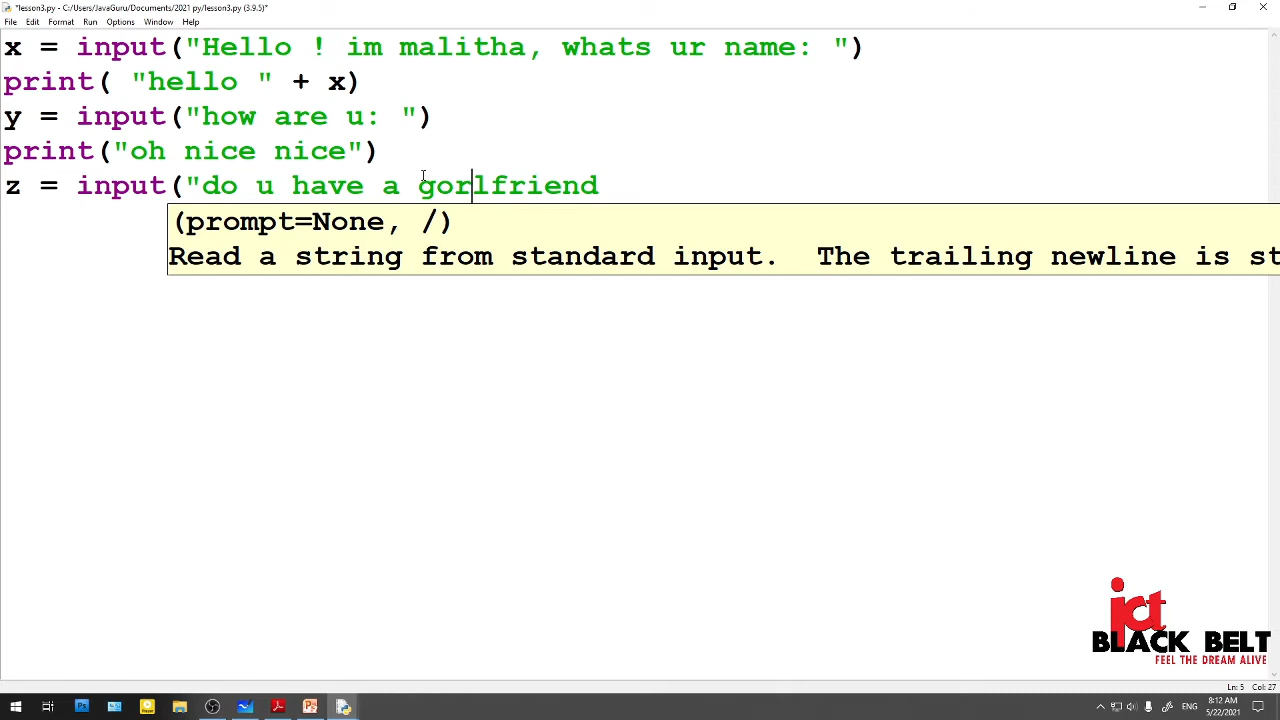 *lesson3.py - C:/Users/JavaGuru/Documents/2021 py/lesson3.py (3.9.5)*
File Edit Format Run Options Window Help
x = input("Hello ! im malitha, whats ur name: ")
print( "hello " + x)
y = input("how are u: ")
print("oh nice nice")
z = input("do u have a gorlfriend
(prompt=None, /)
Read a string from standard input. The trailing newline is st
ict
BLACK BELT
FEEL THE DREAM ALIVE
Ln: 5 Col: 27
8:12 AM
5/22/2021